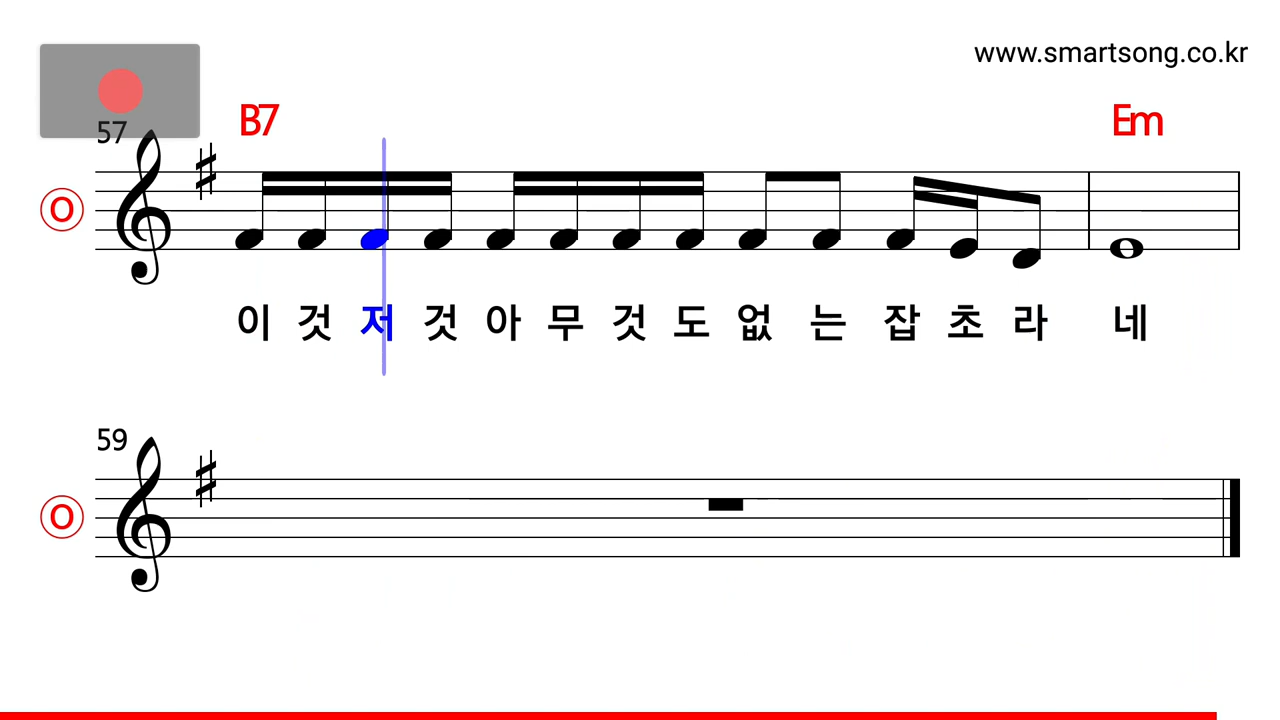 www.smartsong.co.kr
57
B7 Em
O
이 것 저 것 아 무 것 도 없 는 잡 초 라 네
59
O